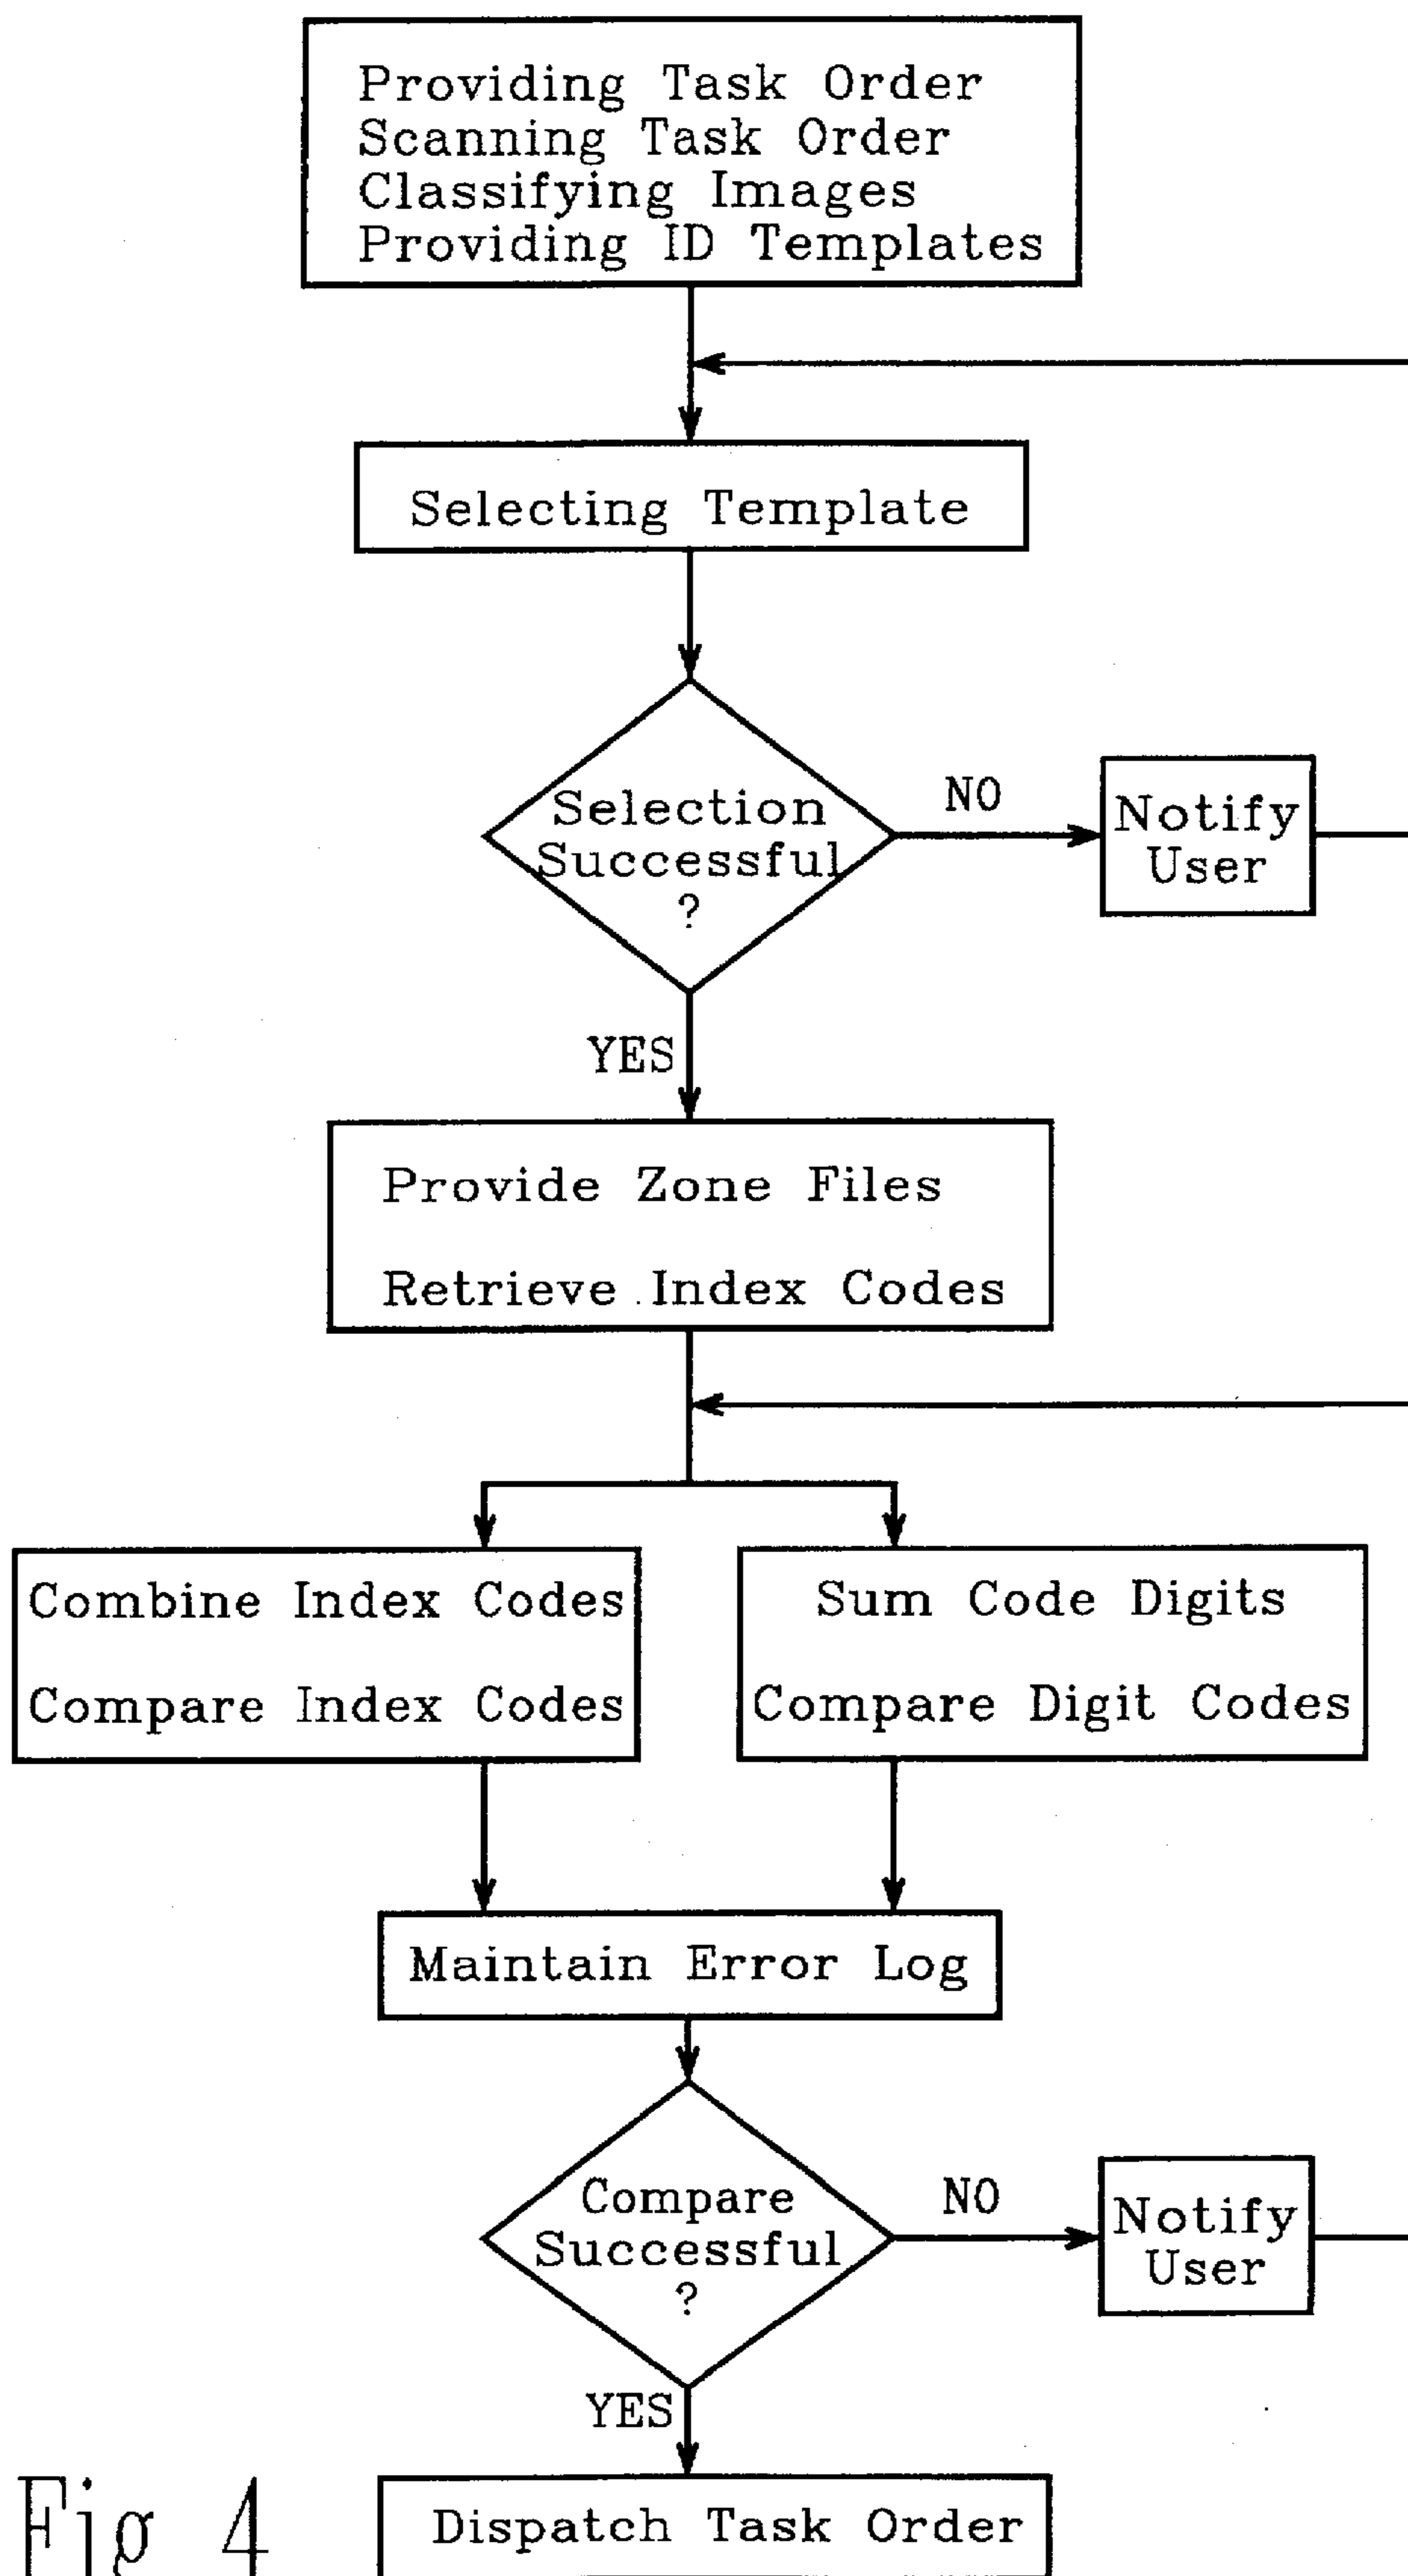 Providing Task Order
Scanning Task Order
Classifying Images
Providing ID Templates
Selecting Template
Selection
Successful
?
NO
Notify
User
YES
Provide Zone Files
Retrieve Index Codes
Combine Index Codes
Compare Index Codes
Sum Code Digits
Compare Digit Codes
Maintain Error Log
Compare
Successful
?
NO
Notify
User
YES
Dispatch Task Order
Fig 4